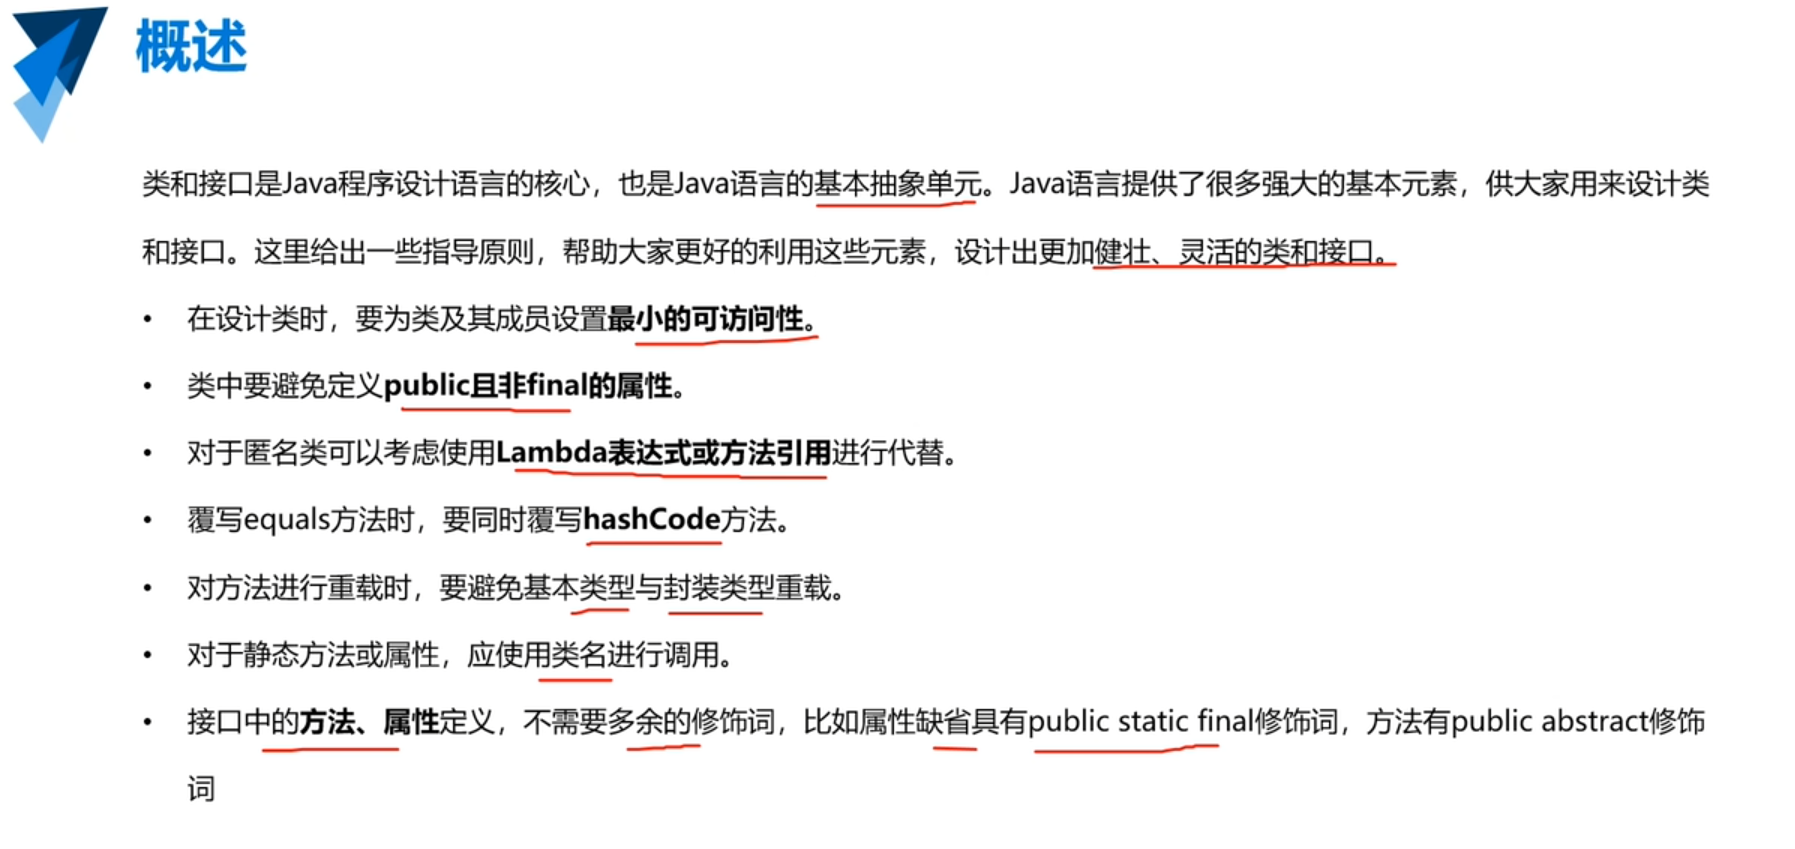 概述
类和接口是Java程序设计语言的核心，也是Java语言的基本抽象单元。Java语言提供了很多强大的基本元素，供大家用来设计类
和接口。这里给出一些指导原则，帮助大家更好的利用这些元素，设计出更加健壮、灵活的类和接口。
• 在设计类时，要为类及其成员设置最小的可访问性。
• 类中要避免定义public且非final的属性。
• 对于匿名类可以考虑使用Lambda表达式或方法引用进行代替。
• 覆写equals方法时，要同时覆写hashCode方法。
• 对方法进行重载时，要避免基本类型与封装类型重载。
• 对于静态方法或属性，应使用类名进行调用。
• 接口中的方法、属性定义，不需要多余的修饰词，比如属性缺省具有public static final修饰词，方法有public abstract修饰
词